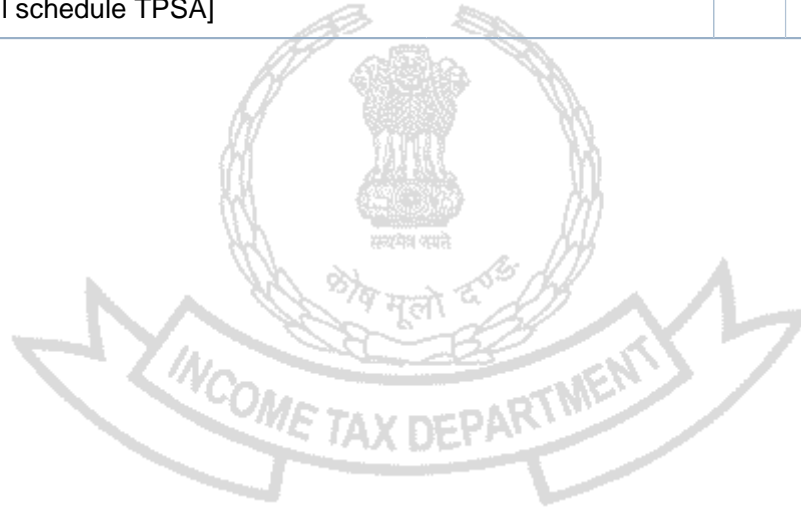 l schedule TPSA]
सत्यमेव जयते
कोष मूलो दण्डः
INCOME TAX DEPARTMENT